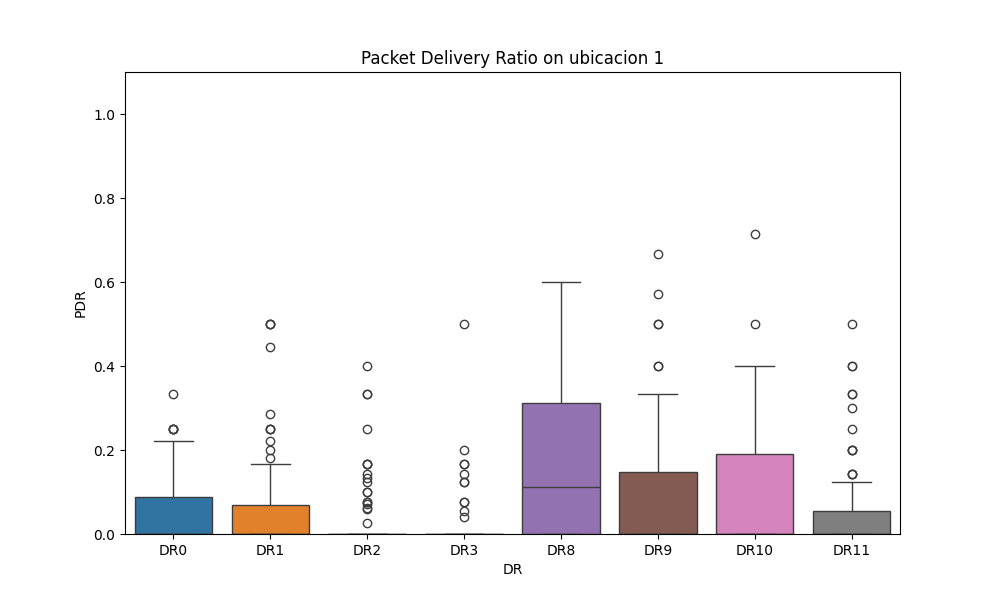 Packet Delivery Ratio on ubicacion 1
1.0
0.8
0.6
0.4
0.2
0.0
PDR
DR0 DR1 DR2 DR3 DR8 DR9 DR10 DR11
DR